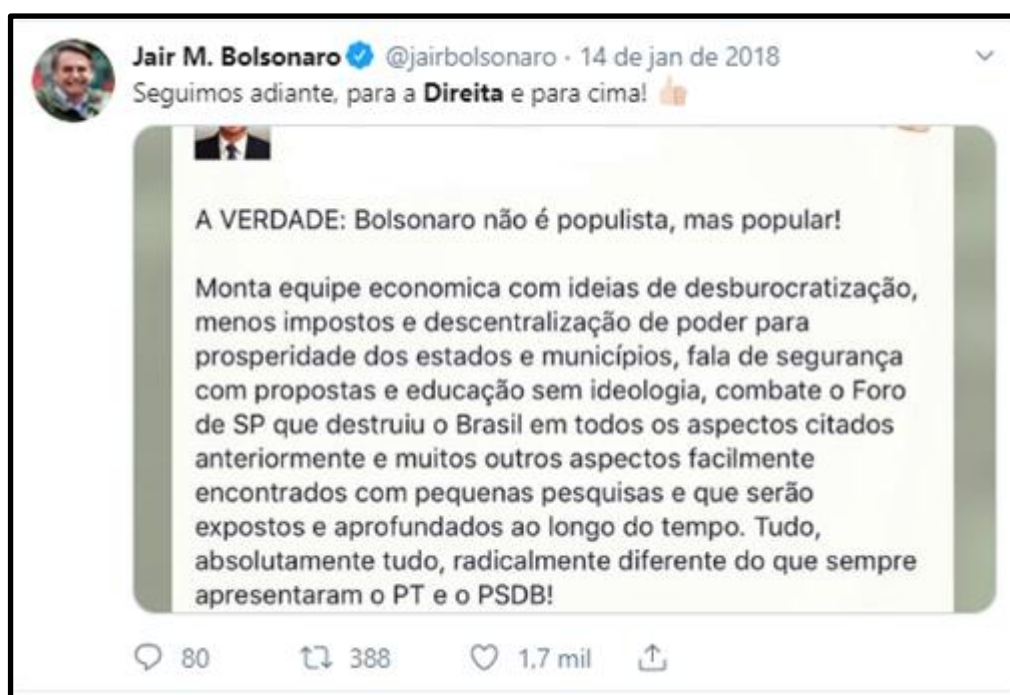 Jair M. Bolsonaro @jairbolsonaro · 14 de jan de 2018
Seguimos adiante, para a Direita e para cima! 👍🏻
A VERDADE: Bolsonaro não é populista, mas popular!
Monta equipe economica com ideias de desburocratização,
menos impostos e descentralização de poder para
prosperidade dos estados e municípios, fala de segurança
com propostas e educação sem ideologia, combate o Foro
de SP que destruiu o Brasil em todos os aspectos citados
anteriormente e muitos outros aspectos facilmente
encontrados com pequenas pesquisas e que serão
expostos e aprofundados ao longo do tempo. Tudo,
absolutamente tudo, radicalmente diferente do que sempre
apresentaram o PT e o PSDB!
80 388 1,7 mil